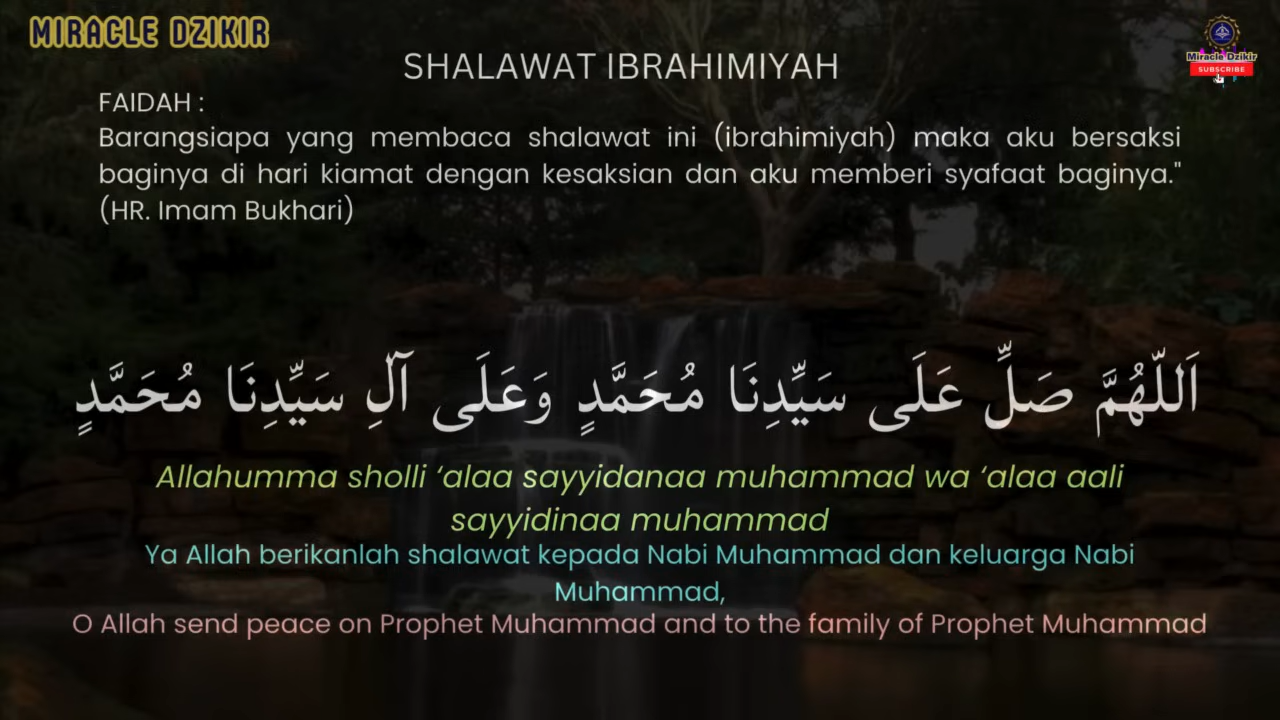 MIRACLE DZIKIR
Miracle Dzikir
SUBSCRIBE
SHALAWAT IBRAHIMIYAH
FAIDAH :
Barangsiapa yang membaca shalawat ini (ibrahimiyah) maka aku bersaksi
baginya di hari kiamat dengan kesaksian dan aku memberi syafaat baginya."
(HR. Imam Bukhari)
اَللّٰهُمَّ صَلِّ عَلَى سَيِّدِنَا مُحَمَّدٍ وَعَلَى آلِ سَيِّدِنَا مُحَمَّدٍ
Allahumma sholli ‘alaa sayyidanaa muhammad wa ‘alaa aali
sayyidinaa muhammad
Ya Allah berikanlah shalawat kepada Nabi Muhammad dan keluarga Nabi
Muhammad,
O Allah send peace on Prophet Muhammad and to the family of Prophet Muhammad